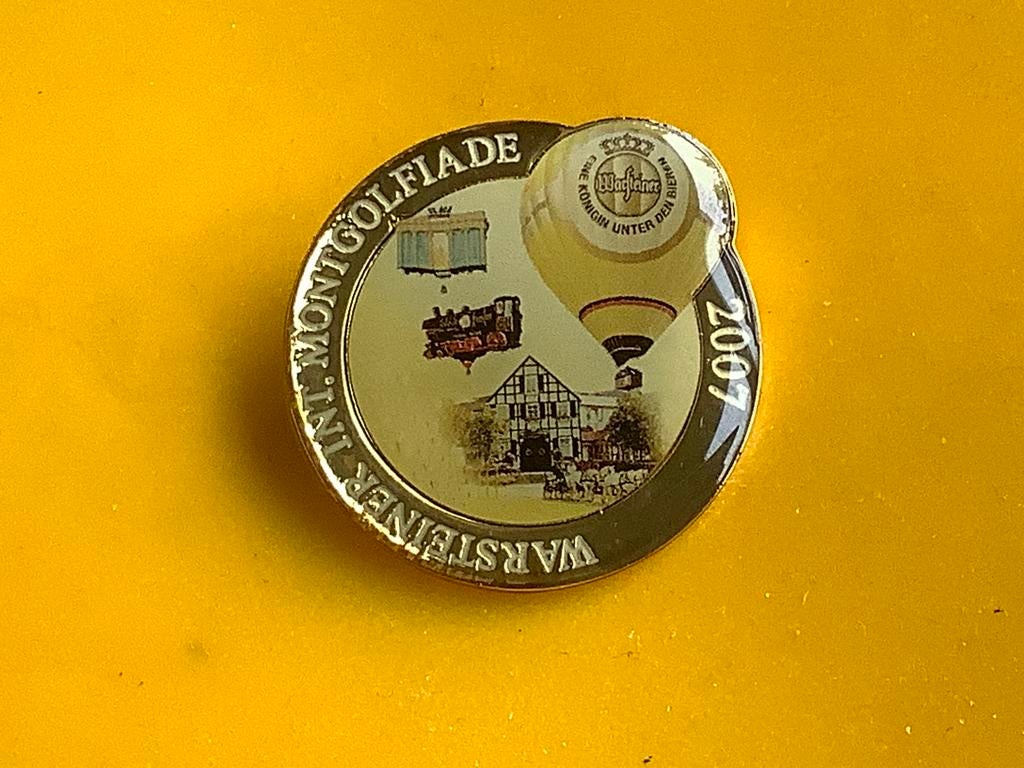 WARSTEINER INT. MONTGOLFIADE
2007
Warsteiner
EINE KÖNIGIN UNTER DEN BIEREN